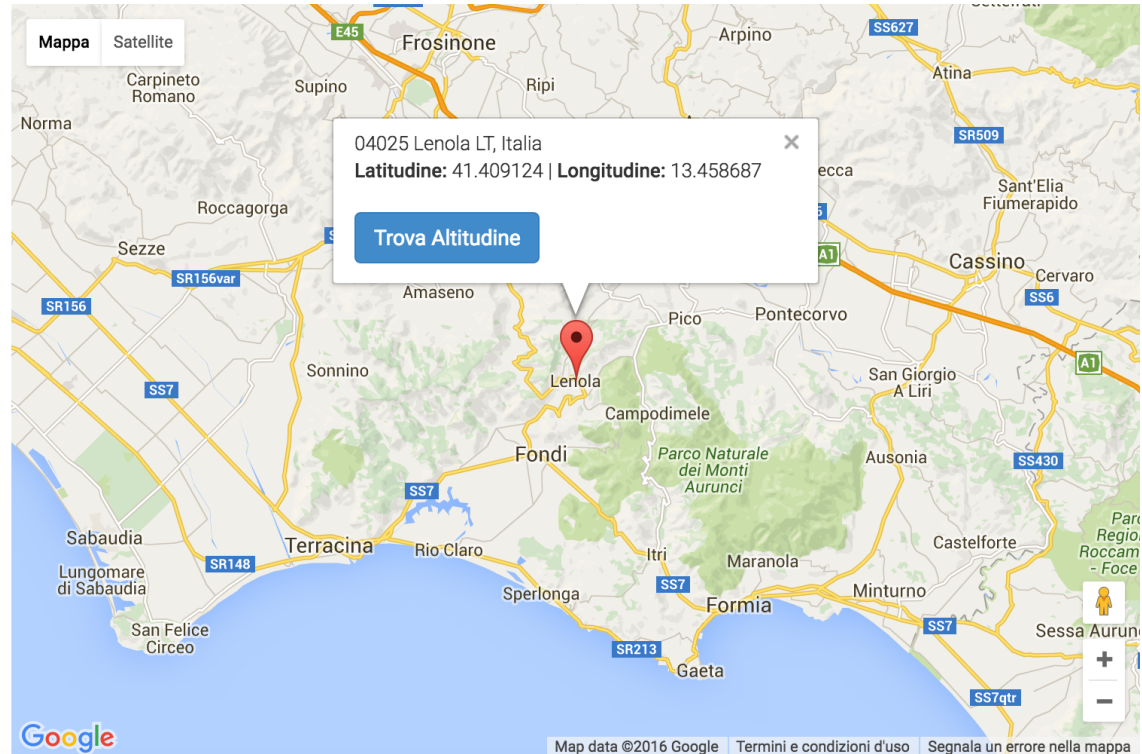 Settefrati
E45
Frosinone
Arpino
SS627
Mappa
Satellite
Carpineto
Romano
Supino
Ripi
Atina
Norma
SR509
04025 Lenola LT, Italia
×
Latitudine: 41.409124 | Longitudine: 13.458687
Sant'Elia
Fiumerapido
Roccagorga
Trova Altitudine
Sezze
A1
Cassino
SR156var
Cervaro
Amaseno
SS6
SR156
Pico
Pontecorvo
A1
Sonnino
SS7
Lenola
San Giorgio
A Liri
Campodimele
Fondi
Parco Naturale
dei Monti
Aurunci
Ausonia
SS430
SS7
Sabaudia
Terracina
Rio Claro
Itri
Castelforte
SR148
Lungomare
di Sabaudia
Maranola
SS7
Sperlonga
Formia
Minturno
San Felice
Circeo
SS7
Sessa Aurun
SR213
Gaeta
+
SS7qtr
−
Google
Map data ©2016 Google
Termini e condizioni d'uso
Segnala un errore nella mappa